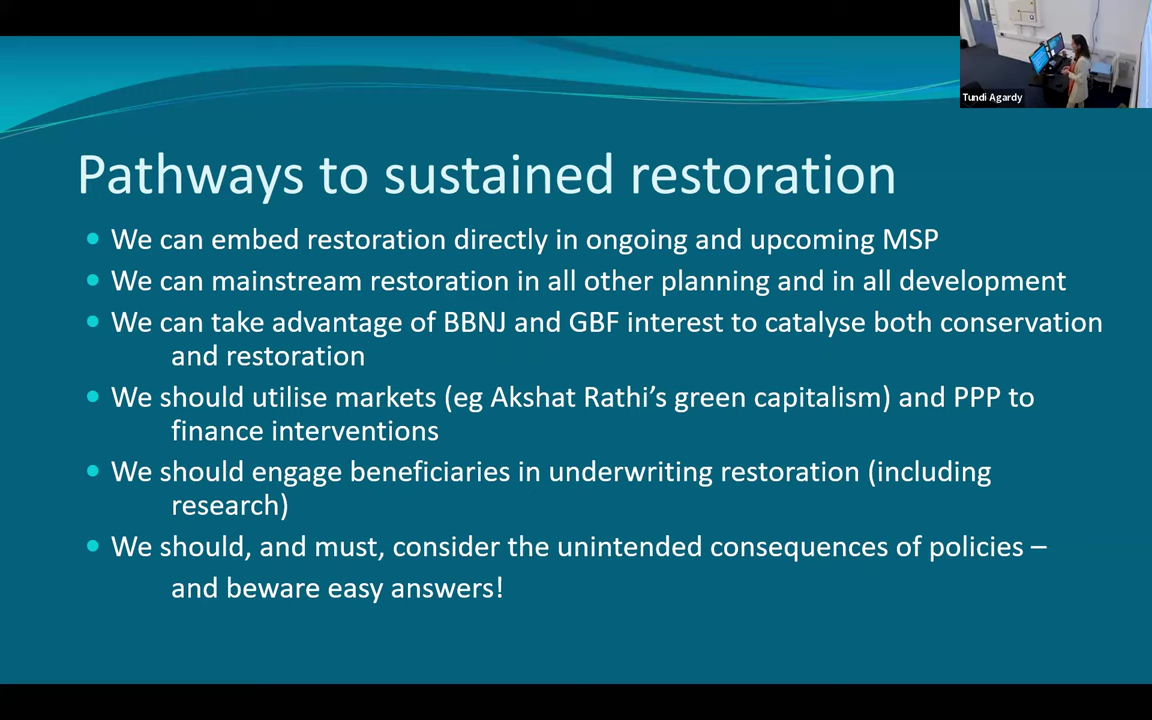 Tundi Agardy
Pathways to sustained restoration
• We can embed restoration directly in ongoing and upcoming MSP
• We can mainstream restoration in all other planning and in all development
• We can take advantage of BBNJ and GBF interest to catalyse both conservation
and restoration
• We should utilise markets (eg Akshat Rathi’s green capitalism) and PPP to
finance interventions
• We should engage beneficiaries in underwriting restoration (including
research)
• We should, and must, consider the unintended consequences of policies –
and beware easy answers!